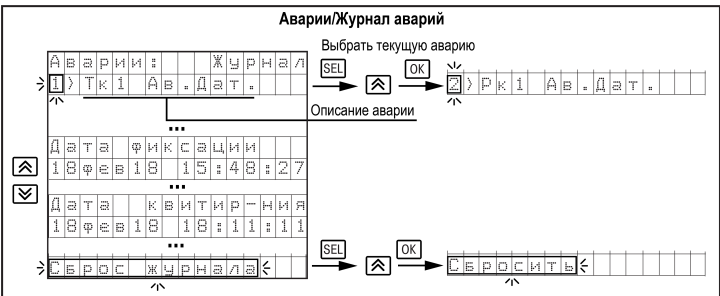 Аварии/Журнал аварий
Выбрать текущую аварию
Аварии: Журнал
1> Тк1 Ав.Дат.
SEL
OK
2> Рк1 Ав.Дат.
Описание аварии
...
Дата фиксации
18фев18 15:48:27
...
Дата квитир-ния
18фев18 18:11:11
...
Сброс журнала
SEL
OK
Сбросить